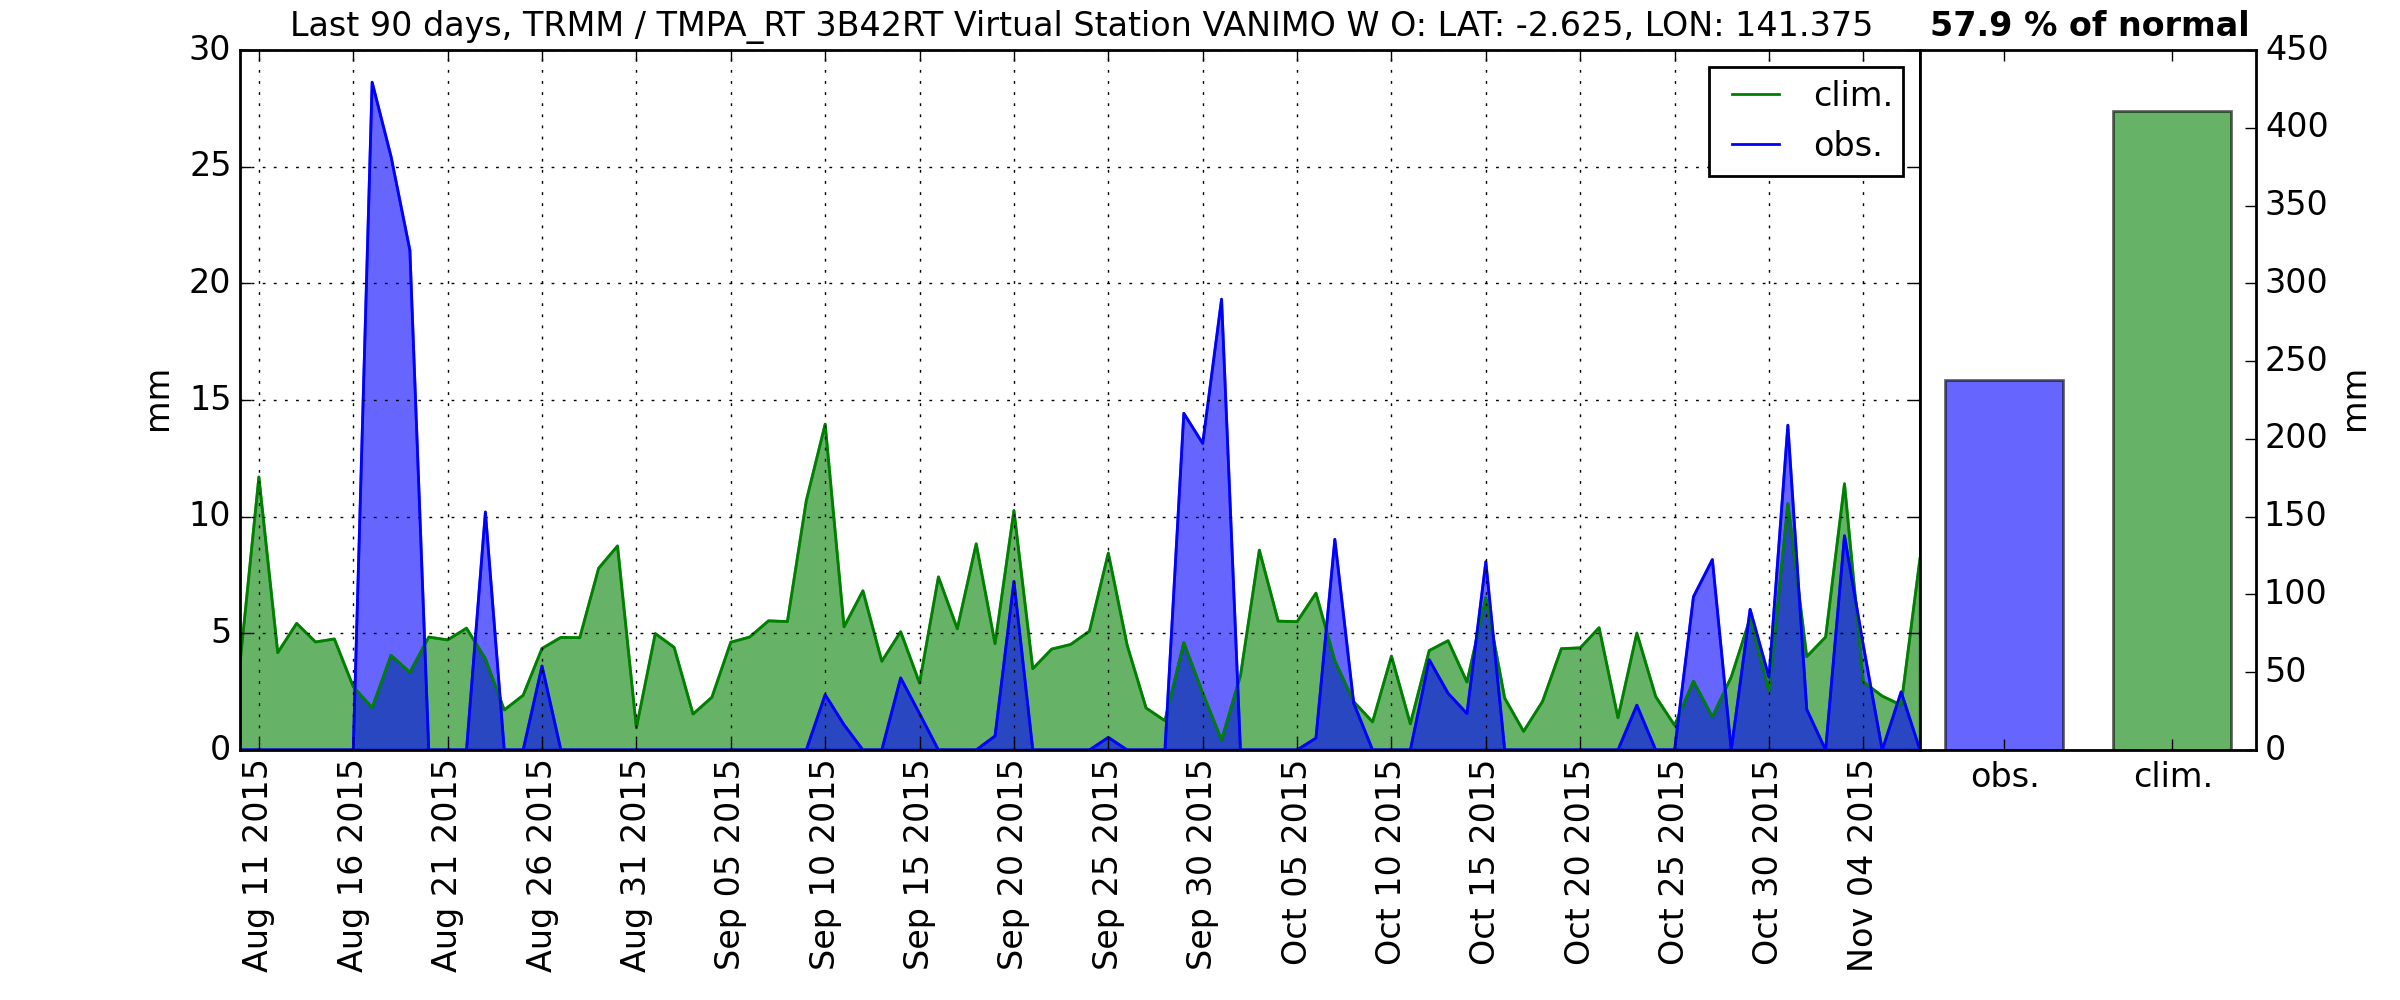 Last 90 days, TRMM / TMPA_RT 3B42RT Virtual Station VANIMO W O: LAT: -2.625, LON: 141.375
57.9 % of normal
30
25
20
15
10
5
0
mm
clim.
obs.
450
400
350
300
250
200
150
100
50
0
mm
obs.
clim.
Aug 11 2015
Aug 16 2015
Aug 21 2015
Aug 26 2015
Aug 31 2015
Sep 05 2015
Sep 10 2015
Sep 15 2015
Sep 20 2015
Sep 25 2015
Sep 30 2015
Oct 05 2015
Oct 10 2015
Oct 15 2015
Oct 20 2015
Oct 25 2015
Oct 30 2015
Nov 04 2015